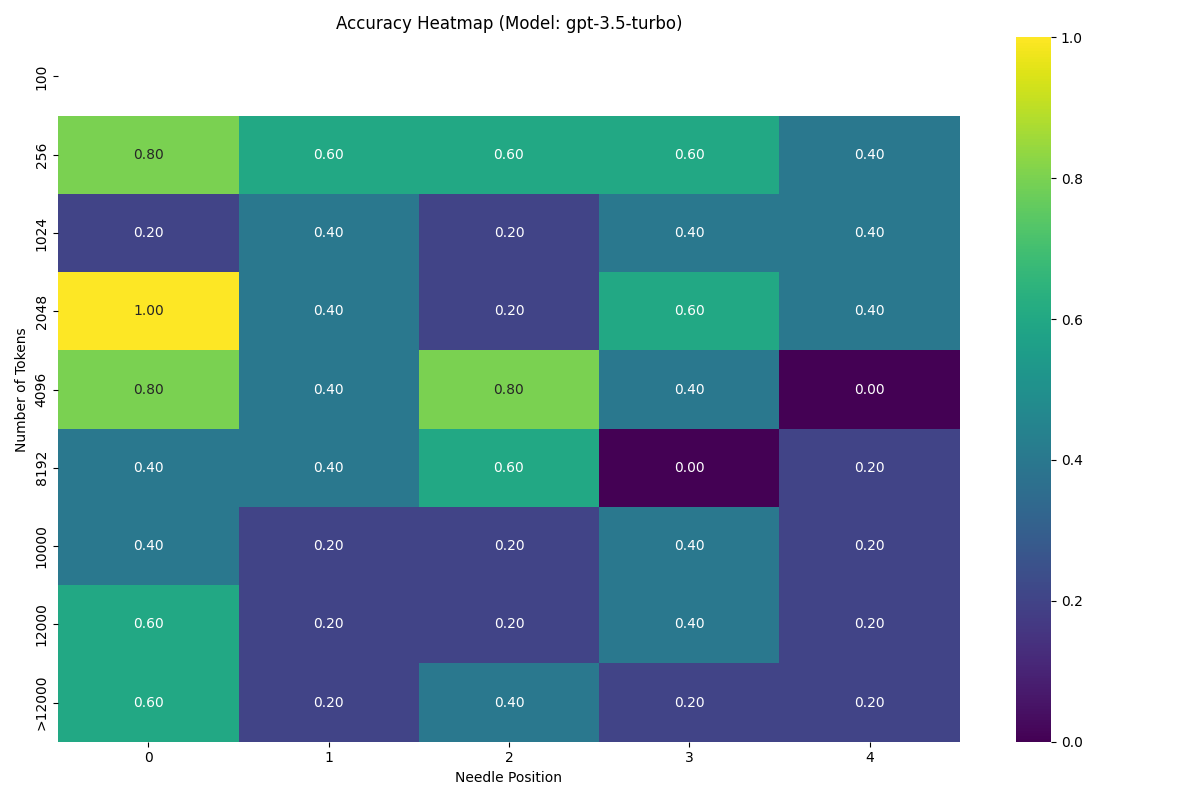 Accuracy Heatmap (Model: gpt-3.5-turbo)
Number of Tokens
100
256 0.80 0.60 0.60 0.60 0.40
1024 0.20 0.40 0.20 0.40 0.40
2048 1.00 0.40 0.20 0.60 0.40
4096 0.80 0.40 0.80 0.40 0.00
8192 0.40 0.40 0.60 0.00 0.20
10000 0.40 0.20 0.20 0.40 0.20
12000 0.60 0.20 0.20 0.40 0.20
>12000 0.60 0.20 0.40 0.20 0.20
0 1 2 3 4
Needle Position
1.0
0.8
0.6
0.4
0.2
0.0